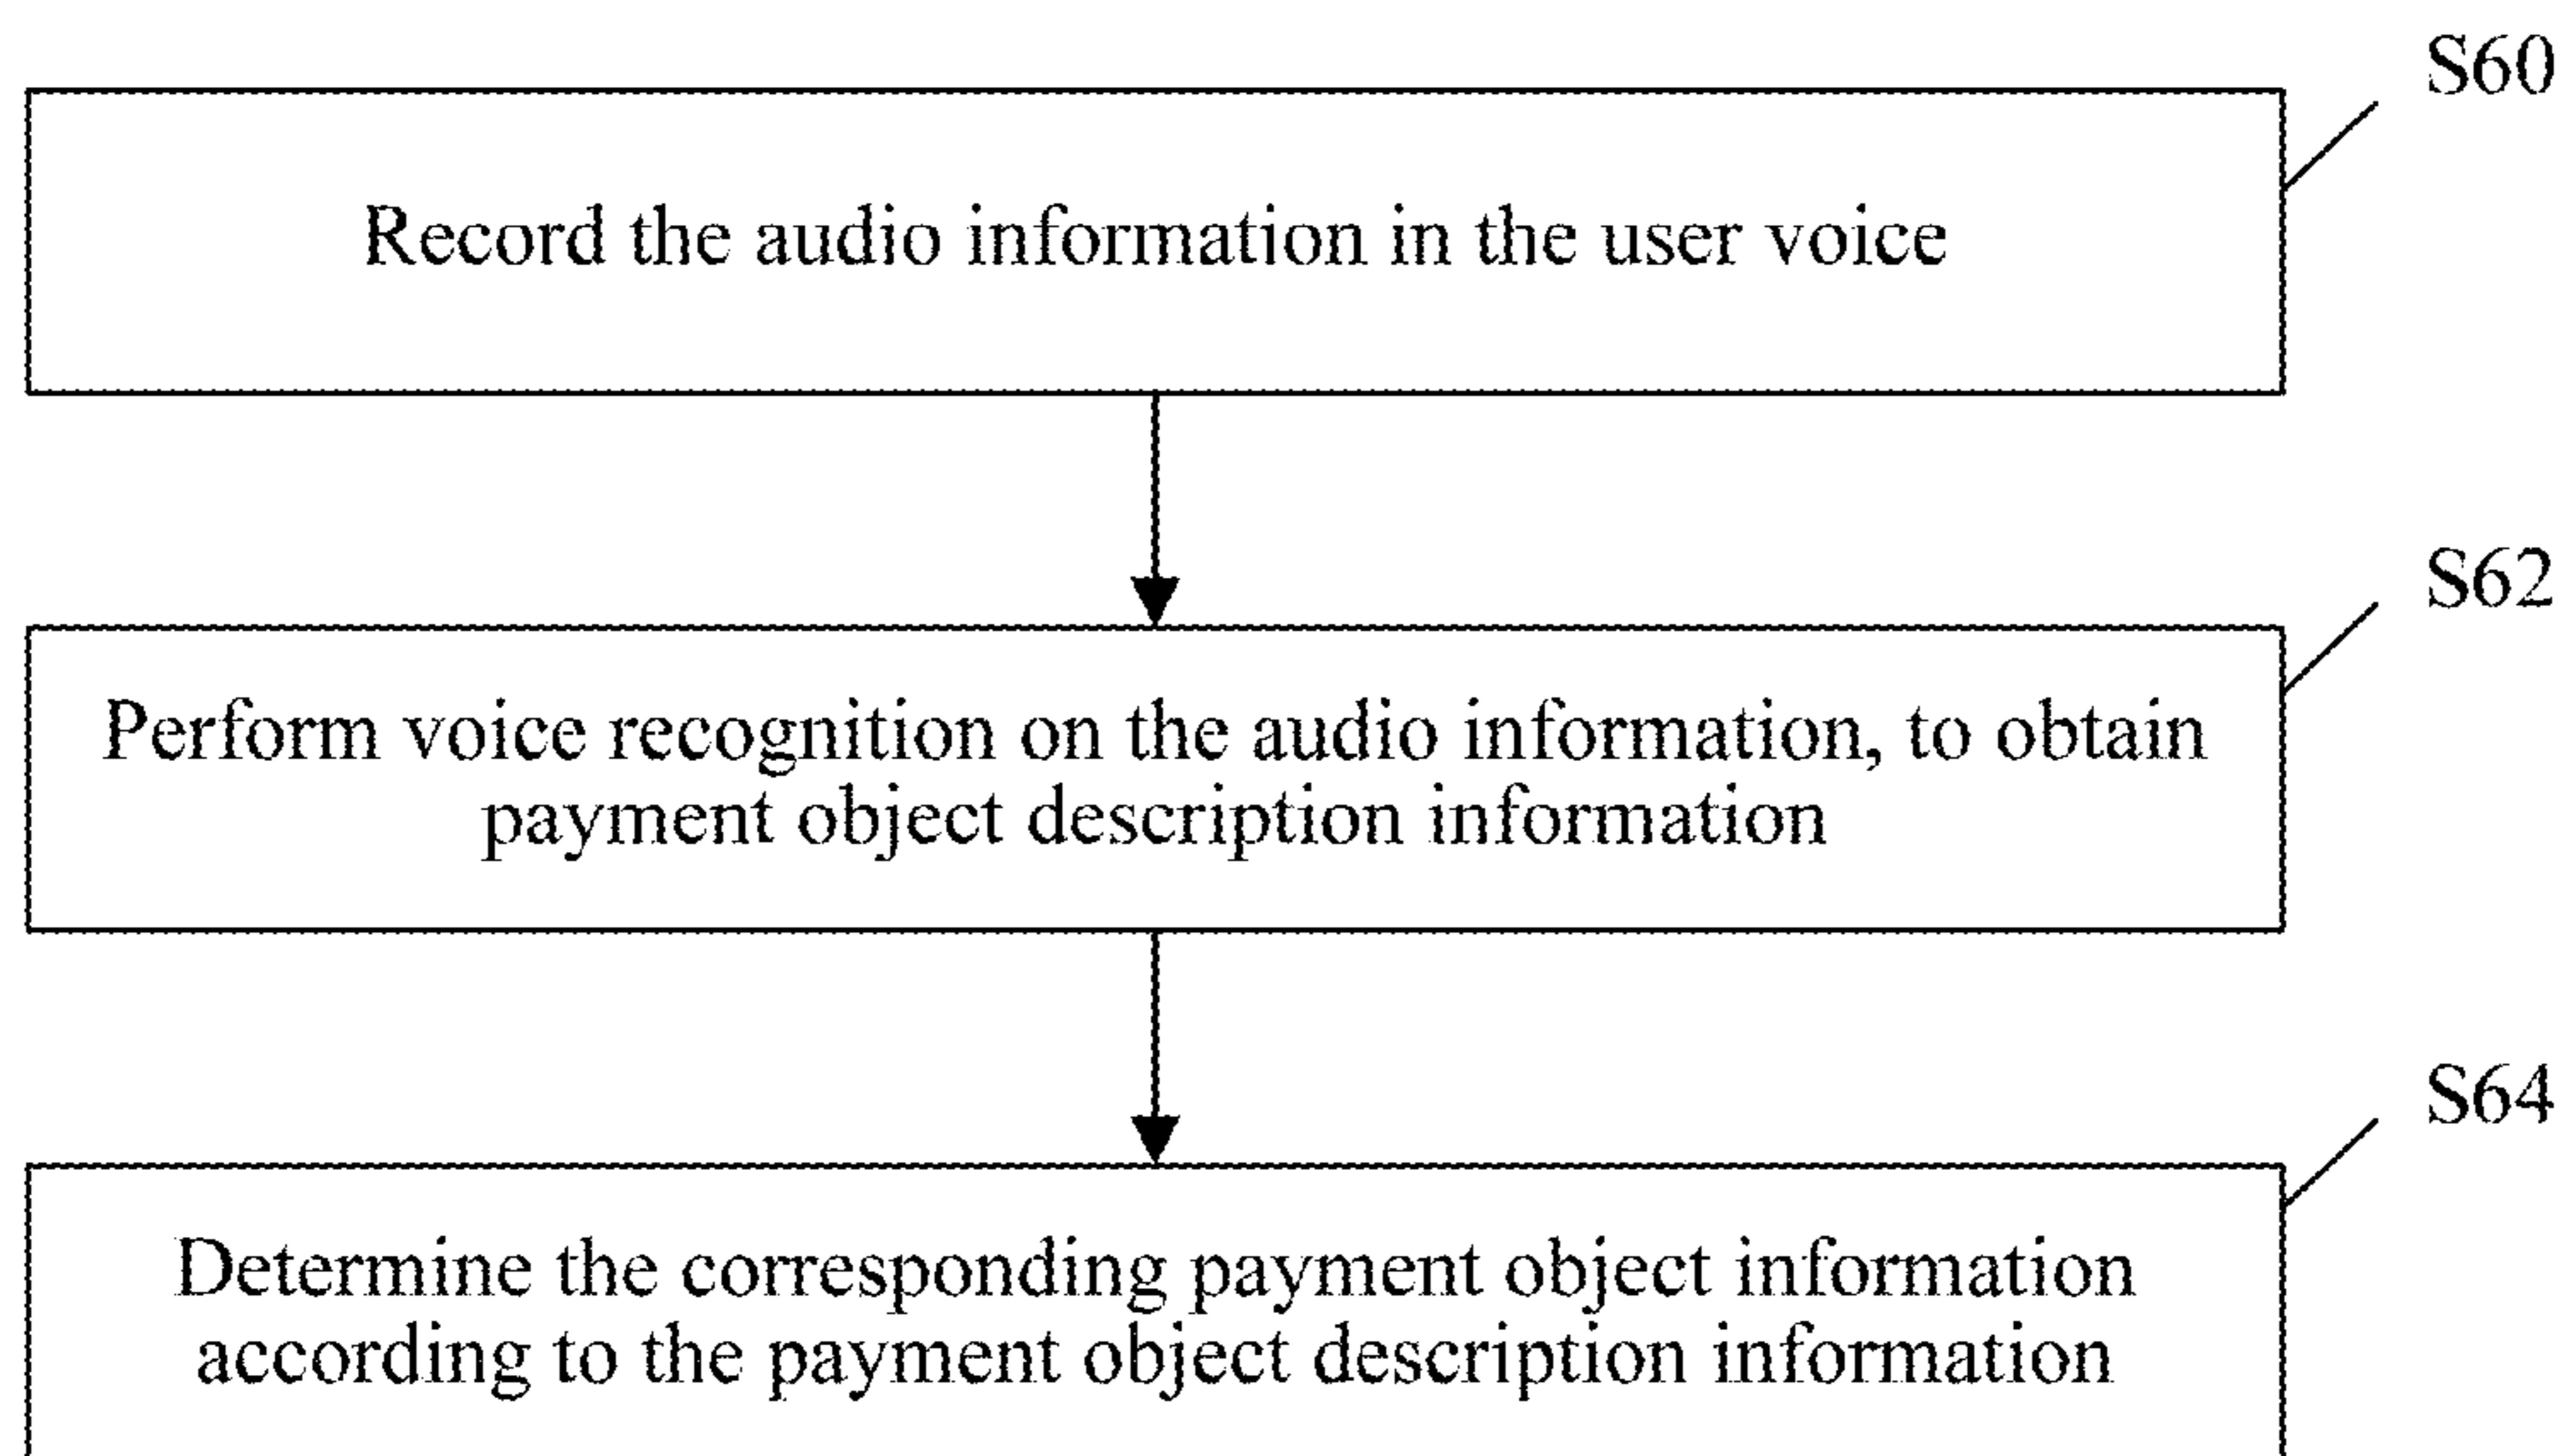 S60
Record the audio information in the user voice
S62
Perform voice recognition on the audio information, to obtain
payment object description information
S64
Determine the corresponding payment object information
according to the payment object description information